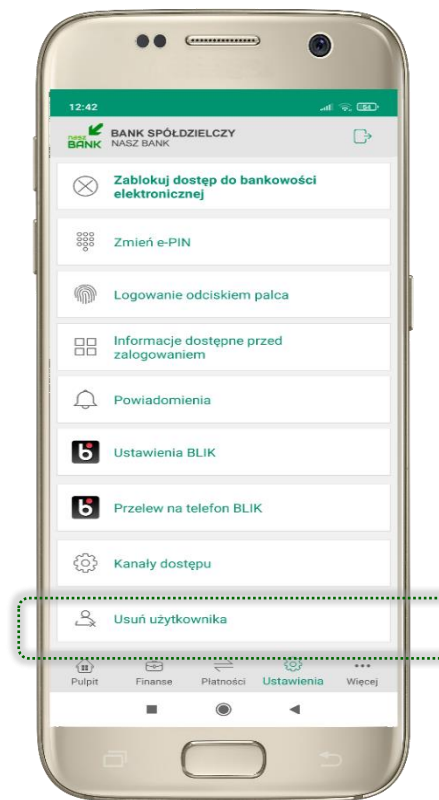 12:42
54
nasz
BANK
BANK SPÓŁDZIELCZY
NASZ BANK
Zablokuj dostęp do bankowości
elektronicznej
Zmień e-PIN
Logowanie odciskiem palca
Informacje dostępne przed
zalogowaniem
Powiadomienia
Ustawienia BLIK
Przelew na telefon BLIK
Kanały dostępu
Usuń użytkownika
Pulpit
Finanse
Płatności
Ustawienia
Więcej